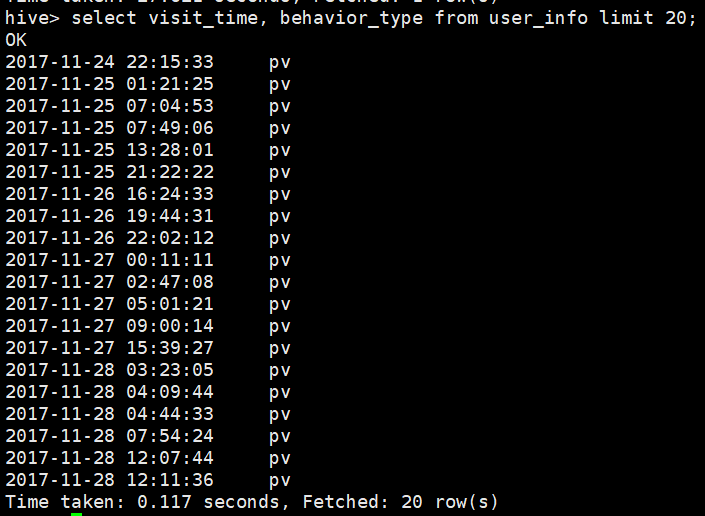 hive> select visit_time, behavior_type from user_info limit 20;
OK
2017-11-24 22:15:33     pv
2017-11-25 01:21:25     pv
2017-11-25 07:04:53     pv
2017-11-25 07:49:06     pv
2017-11-25 13:28:01     pv
2017-11-25 21:22:22     pv
2017-11-26 16:24:33     pv
2017-11-26 19:44:31     pv
2017-11-26 22:02:12     pv
2017-11-27 00:11:11     pv
2017-11-27 02:47:08     pv
2017-11-27 05:01:21     pv
2017-11-27 09:00:14     pv
2017-11-27 15:39:27     pv
2017-11-28 03:23:05     pv
2017-11-28 04:09:44     pv
2017-11-28 04:44:33     pv
2017-11-28 07:54:24     pv
2017-11-28 12:07:44     pv
2017-11-28 12:11:36     pv
Time taken: 0.117 seconds, Fetched: 20 row(s)